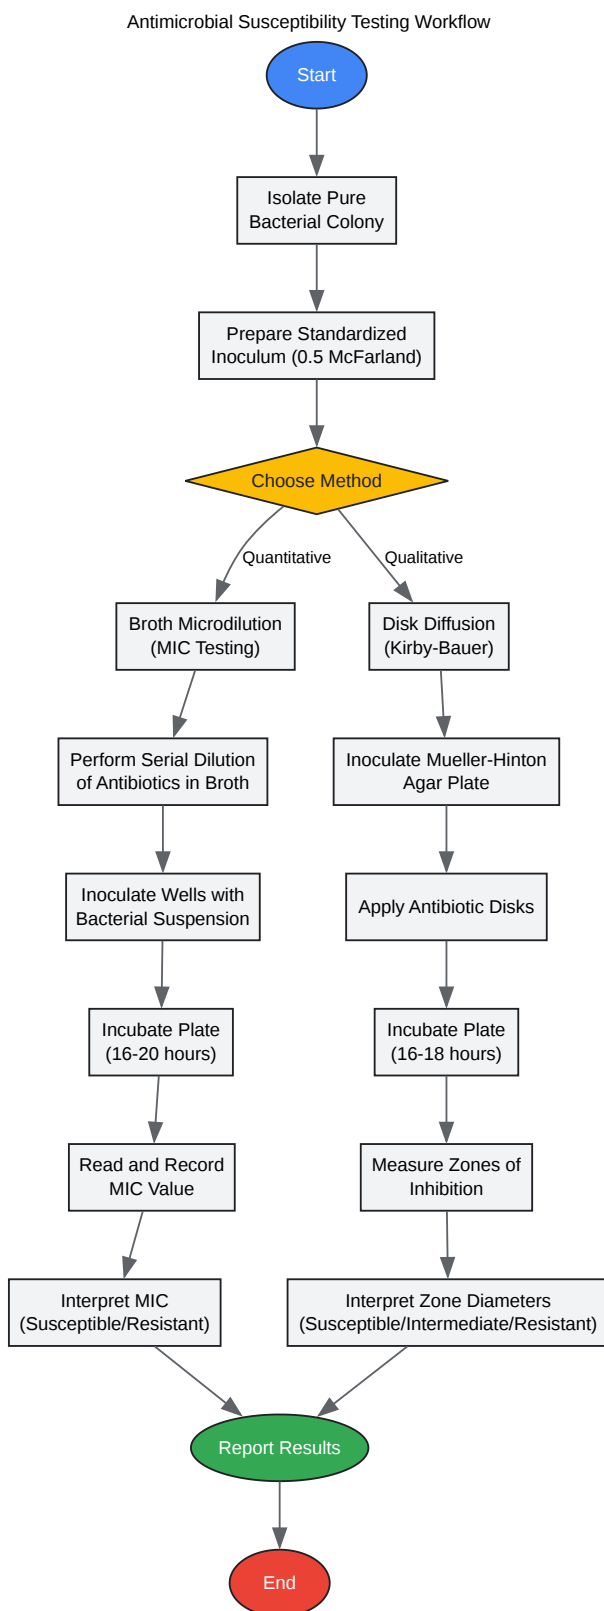 Antimicrobial Susceptibility Testing Workflow
Start
Isolate Pure
Bacterial Colony
Prepare Standardized
Inoculum (0.5 McFarland)
Choose Method
Quantitative
Qualitative
Broth Microdilution
(MIC Testing)
Disk Diffusion
(Kirby-Bauer)
Perform Serial Dilution
of Antibiotics in Broth
Inoculate Mueller-Hinton
Agar Plate
Inoculate Wells with
Bacterial Suspension
Apply Antibiotic Disks
Incubate Plate
(16-20 hours)
Incubate Plate
(16-18 hours)
Read and Record
MIC Value
Measure Zones of
Inhibition
Interpret MIC
(Susceptible/Resistant)
Interpret Zone Diameters
(Susceptible/Intermediate/Resistant)
Report Results
End